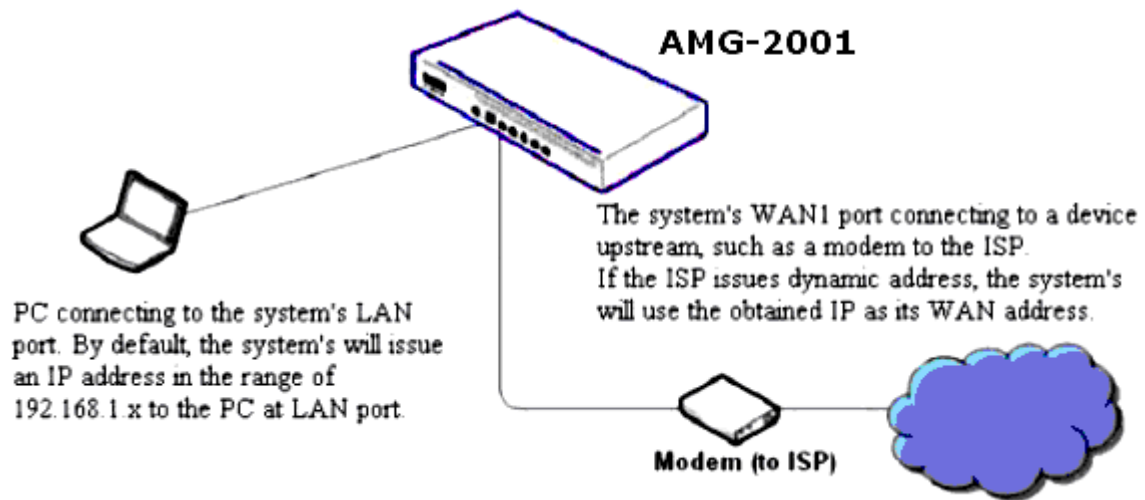 AMG-2001
The system's WAN1 port connecting to a device
upstream, such as a modem to the ISP.
If the ISP issues dynamic address, the system's
will use the obtained IP as its WAN address.
PC connecting to the system's LAN
port. By default, the system's will issue
an IP address in the range of
192.168.1.x to the PC at LAN port.
Modem (to ISP)